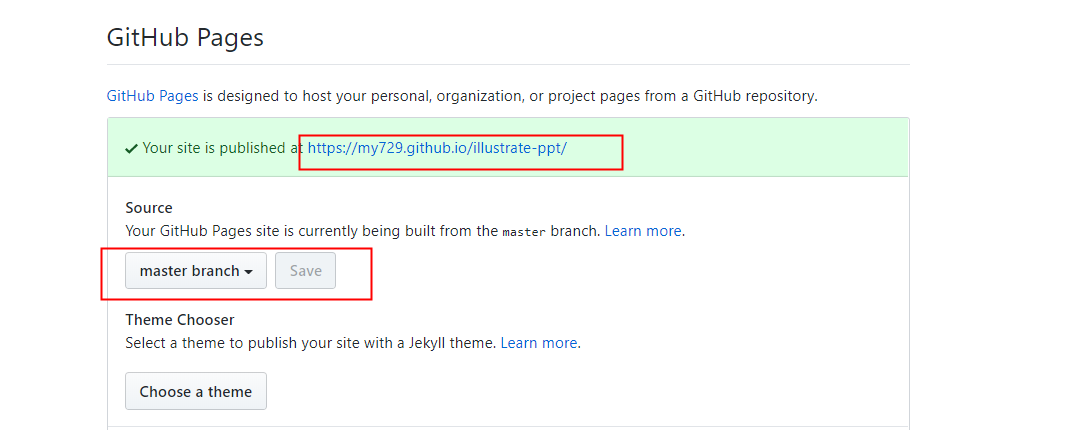 GitHub Pages
GitHub Pages is designed to host your personal, organization, or project pages from a GitHub repository.
Your site is published at https://my729.github.io/illustrate-ppt/
Source
Your GitHub Pages site is currently being built from the master branch. Learn more.
master branch Save
Theme Chooser
Select a theme to publish your site with a Jekyll theme. Learn more.
Choose a theme